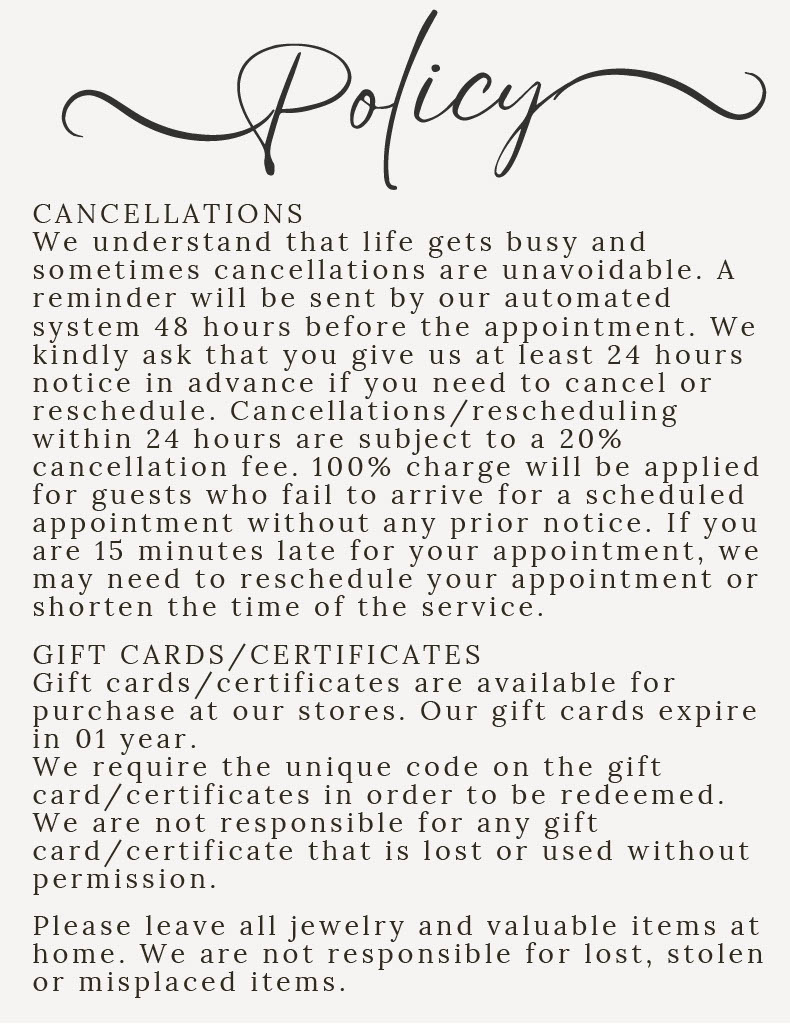 Policy
CANCELLATIONS
We understand that life gets busy and
sometimes cancellations are unavoidable. A
reminder will be sent by our automated
system 48 hours before the appointment. We
kindly ask that you give us at least 24 hours
notice in advance if you need to cancel or
reschedule. Cancellations/rescheduling
within 24 hours are subject to a 20%
cancellation fee. 100% charge will be applied
for guests who fail to arrive for a scheduled
appointment without any prior notice. If you
are 15 minutes late for your appointment, we
may need to reschedule your appointment or
shorten the time of the service.
GIFT CARDS/CERTIFICATES
Gift cards/certificates are available for
purchase at our stores. Our gift cards expire
in 01 year.
We require the unique code on the gift
card/certificates in order to be redeemed.
We are not responsible for any gift
card/certificate that is lost or used without
permission.
Please leave all jewelry and valuable items at
home. We are not responsible for lost, stolen
or misplaced items.